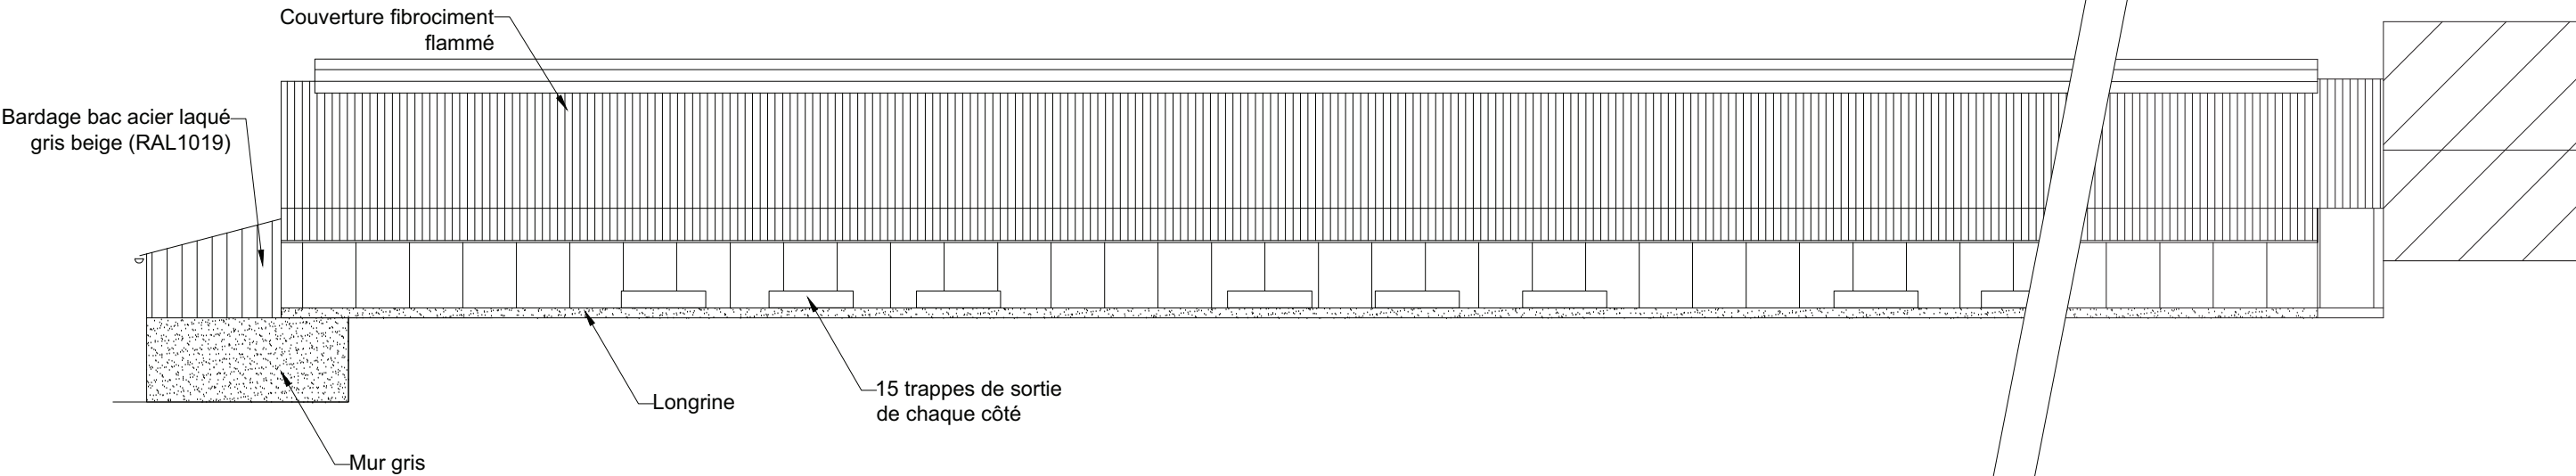 Couverture fibrociment
flammé
Bardage bac acier laqué
gris beige (RAL1019)
15 trappes de sortie
de chaque côté
Longrine
Mur gris